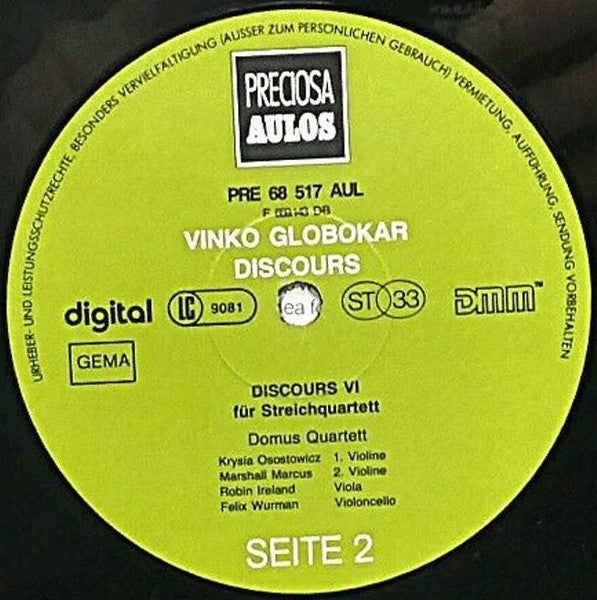 URHEBER- UND LEISTUNGSSCHUTZRECHTE, BESONDERS VERVIELFÄLTIGUNG (AUSSER ZUM PERSÖNLICHEN GEBRAUCH) VERMIETUNG, AUFFÜHRUNG, SENDUNG VORBEHALTEN
PRECIOSA
AULOS
PRE 68 517 AUL
VINKO GLOBOKAR
DISCOURS
digital LC 9081 ST 33 DMM™
GEMA
DISCOURS VI
für Streichquartett
Domus Quartett
Krysia Osostowicz 1. Violine
Marshall Marcus 2. Violine
Robin Ireland Viola
Felix Wurman Violoncello
SEITE 2